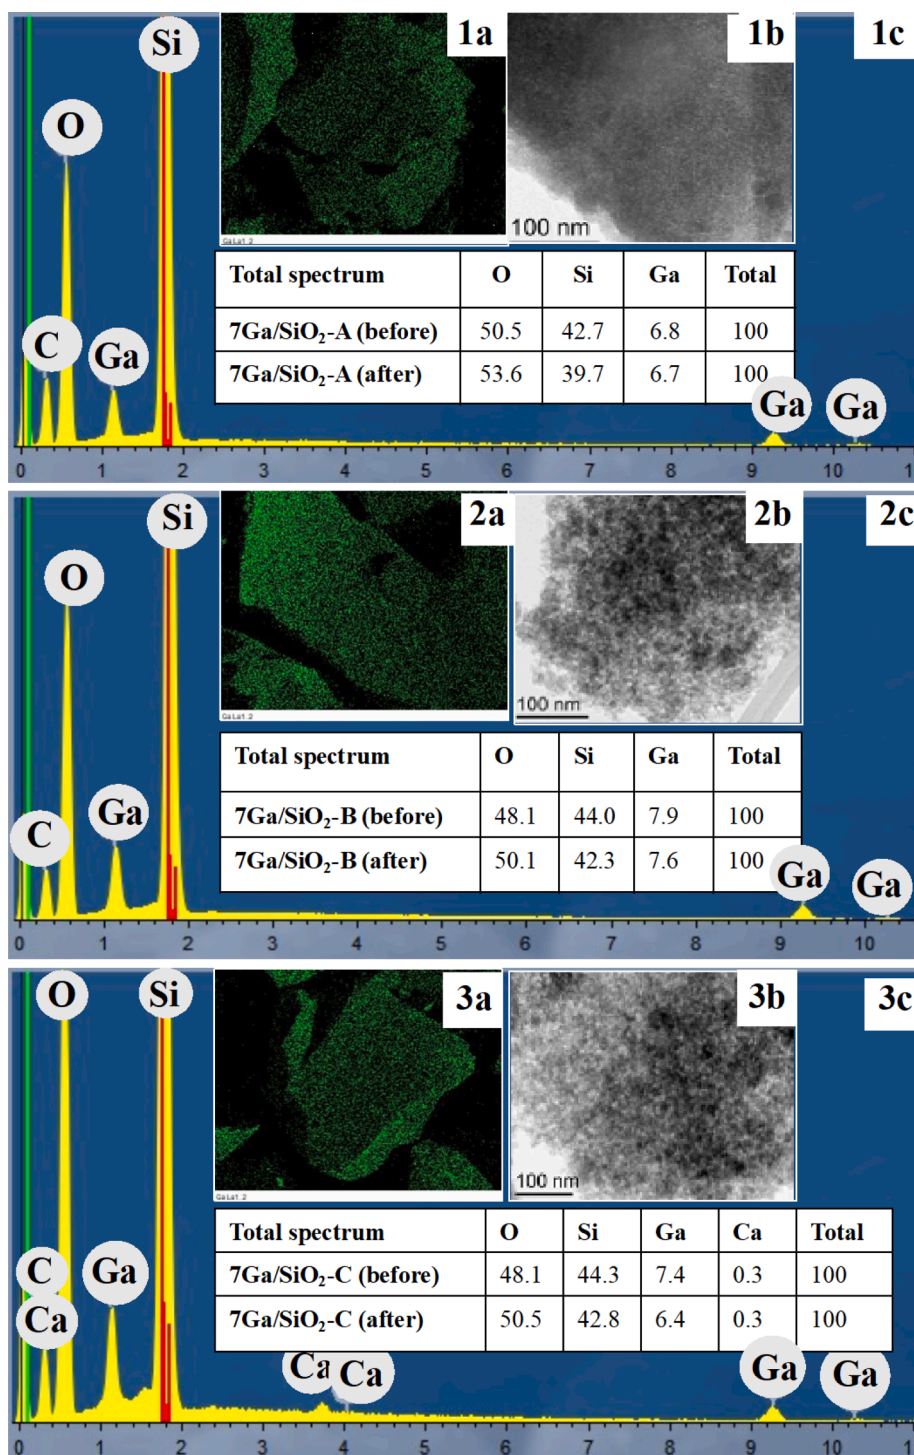 1a
1b
1c
Si
O
C
Ga
Ga
Ga
GaLa1_2
100 nm
Total spectrum O Si Ga Total
7Ga/SiO₂-A (before) 50.5 42.7 6.8 100
7Ga/SiO₂-A (after) 53.6 39.7 6.7 100
0 1 2 3 4 5 6 7 8 9 10 11
2a
2b
2c
Si
O
C
Ga
Ga
Ga
GaLa1_2
100 nm
Total spectrum O Si Ga Total
7Ga/SiO₂-B (before) 48.1 44.0 7.9 100
7Ga/SiO₂-B (after) 50.1 42.3 7.6 100
0 1 2 3 4 5 6 7 8 9 10
3a
3b
3c
O
Si
C
Ca
Ga
Ca
Ca
Ga
Ga
GaLa1_2
100 nm
Total spectrum O Si Ga Ca Total
7Ga/SiO₂-C (before) 48.1 44.3 7.4 0.3 100
7Ga/SiO₂-C (after) 50.5 42.8 6.4 0.3 100
0 1 2 3 4 5 6 7 8 9 10 11